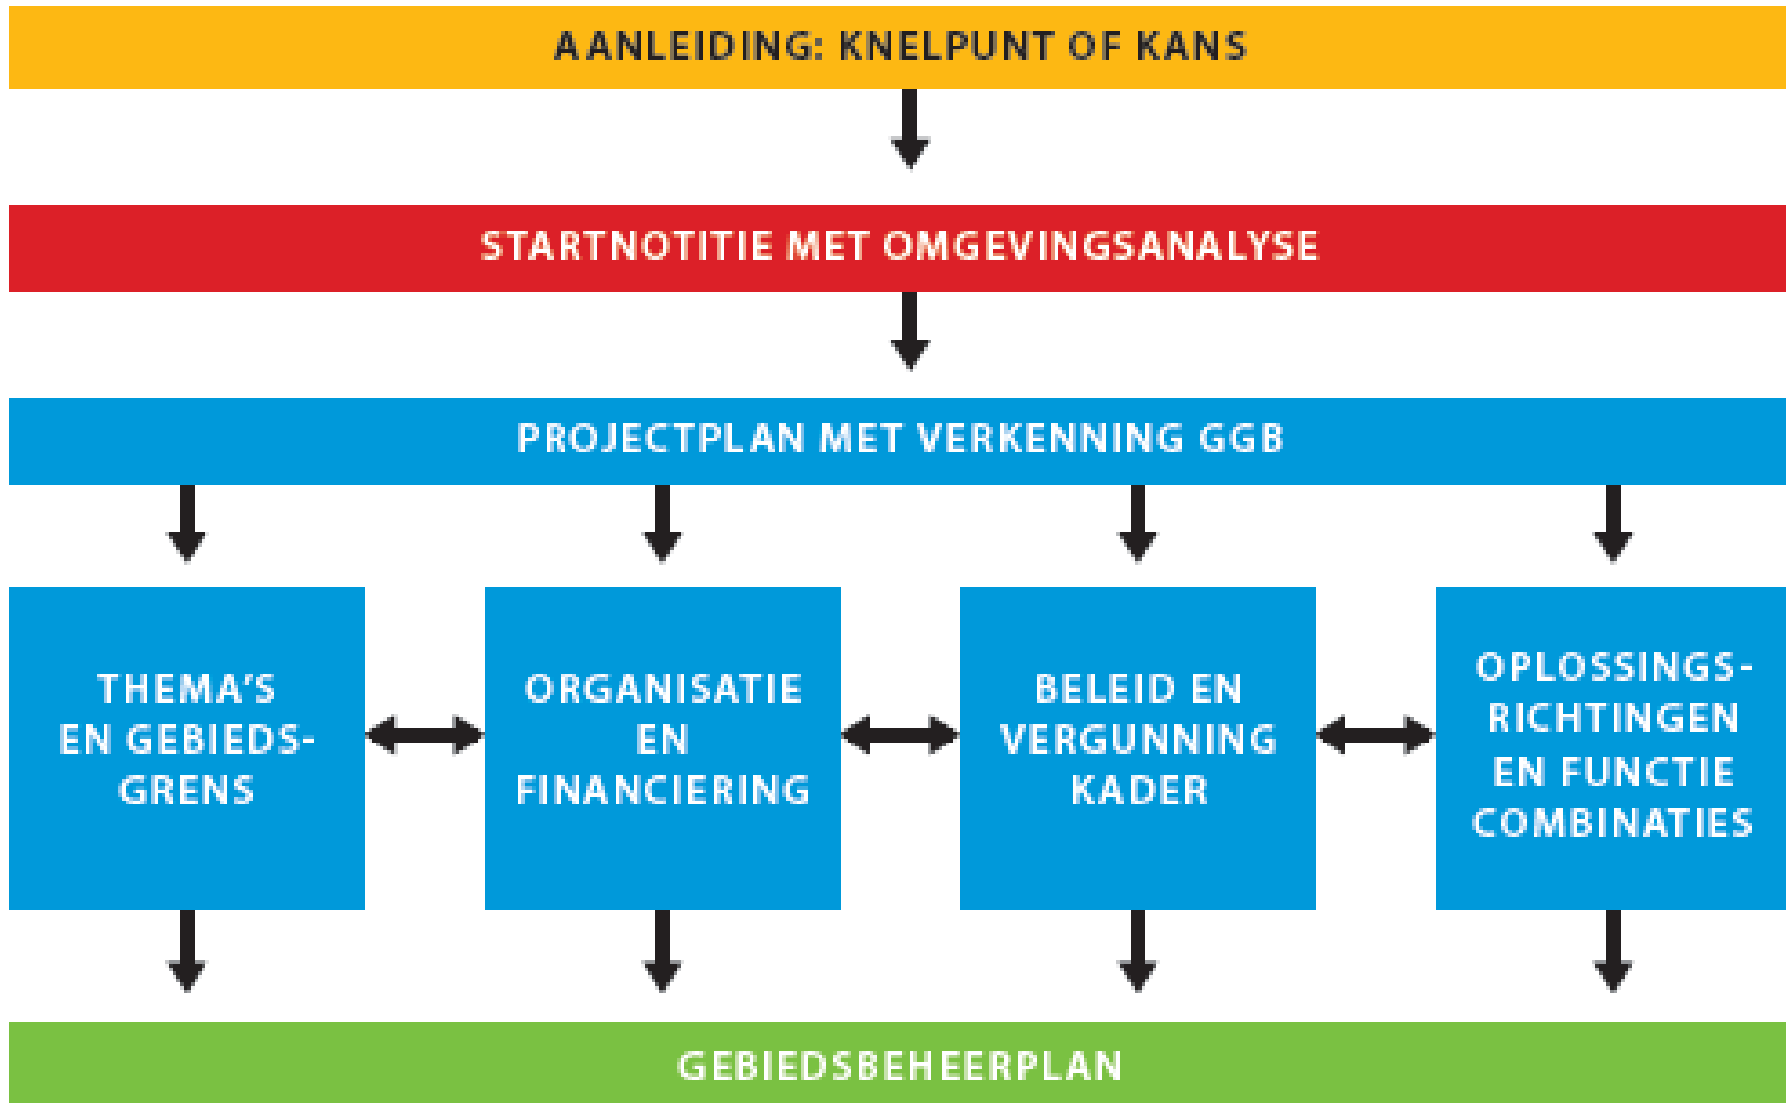 AANLEIDING: KNELPUNT OF KANS
STARTNOTITIE MET OMGEVINGSANALYSE
PROJECTPLAN MET VERKENNING GGB
THEMA'S
EN GEBIEDS-
GRENS
ORGANISATIE
EN
FINANCIERING
BELEID EN
VERGUNNING
KADER
OPLOSSINGS-
RICHTINGEN
EN FUNCTIE
COMBINATIES
GEBIEDSBEHEERPLAN